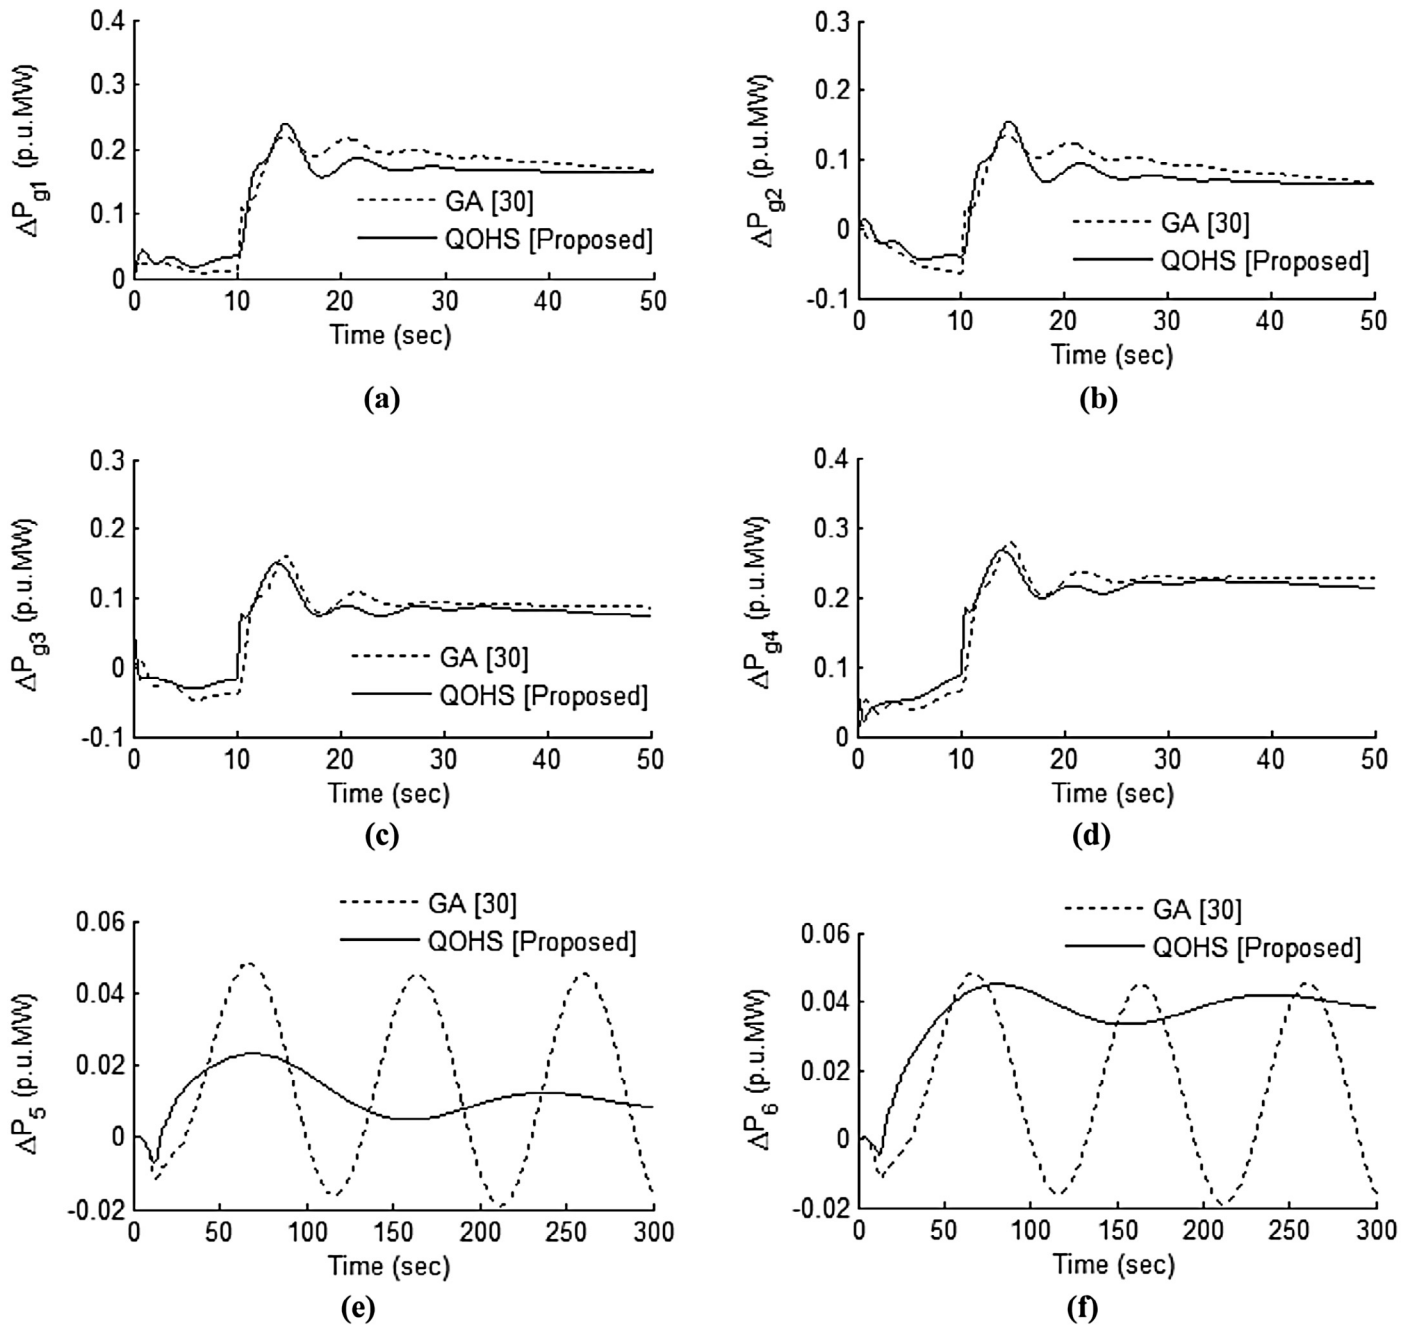 0.4
0.3
0.2
0.1
0
ΔPg1 (p.u.MW)
GA [30]
QOHS [Proposed]
0 10 20 30 40 50
Time (sec)
(a)
0.3
0.2
0.1
0
-0.1
ΔPg2 (p.u.MW)
GA [30]
QOHS [Proposed]
0 10 20 30 40 50
Time (sec)
(b)
0.3
0.2
0.1
0
-0.1
ΔPg3 (p.u.MW)
GA [30]
QOHS [Proposed]
0 10 20 30 40 50
Time (sec)
(c)
0.4
0.3
0.2
0.1
0
ΔPg4 (p.u.MW)
0 10 20 30 40 50
Time (sec)
(d)
GA [30]
QOHS [Proposed]
0.06
0.04
0.02
0
-0.02
ΔP5 (p.u.MW)
0 50 100 150 200 250 300
Time (sec)
(e)
GA [30]
QOHS [Proposed]
0.06
0.04
0.02
0
-0.02
ΔP6 (p.u.MW)
0 50 100 150 200 250 300
Time (sec)
(f)